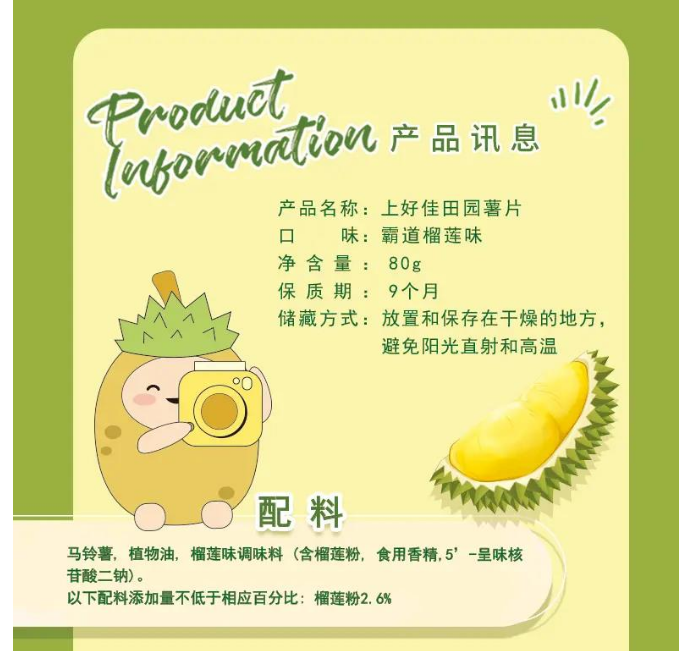 Product
Information 产品讯息
产品名称：上好佳田园薯片
口 味：霸道榴莲味
净含量：80g
保质期：9个月
储藏方式：放置和保存在干燥的地方，
避免阳光直射和高温
配料
马铃薯, 植物油, 榴莲味调味料 (含榴莲粉, 食用香精,5’-呈味核
苷酸二钠)。
以下配料添加量不低于相应百分比: 榴莲粉2.6%